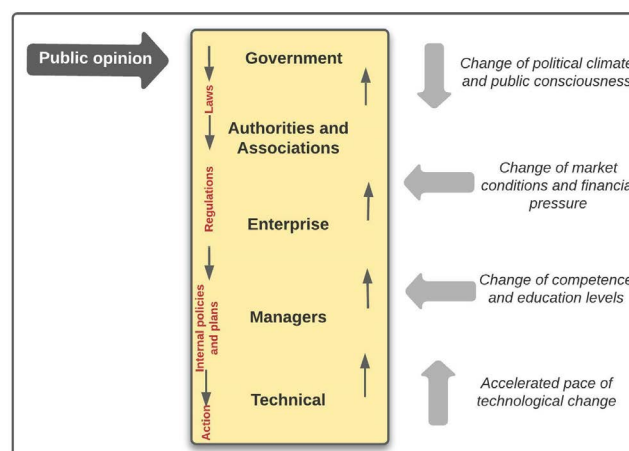 Public opinion
Government
Laws
Authorities and
Associations
Regulations
Enterprise
Internal policies
and plans
Managers
Technical
Action
Change of political climate
and public consciousness
Change of market
conditions and financial
pressure
Change of competence
and education levels
Accelerated pace of
technological change